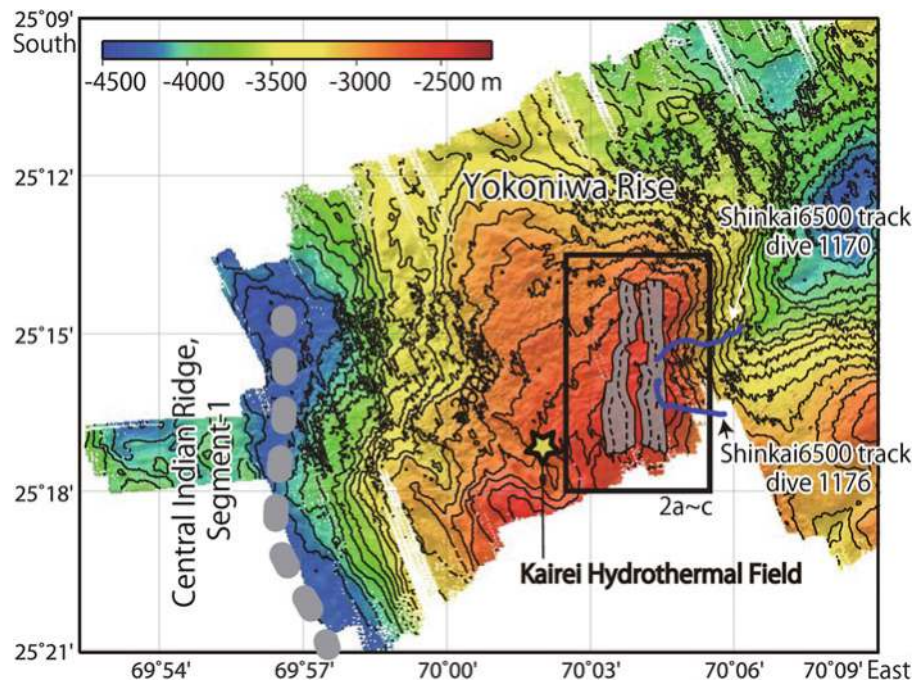 25°09'
South
-4500 -4000 -3500 -3000 -2500 m
25°12'
Yokoniwa Rise
Shinkai6500 track
dive 1170
25°15'
Central Indian Ridge,
Segment-1
25°18'
Shinkai6500 track
dive 1176
2a~c
Kairei Hydrothermal Field
25°21'
69°54' 69°57' 70°00' 70°03' 70°06' 70°09' East